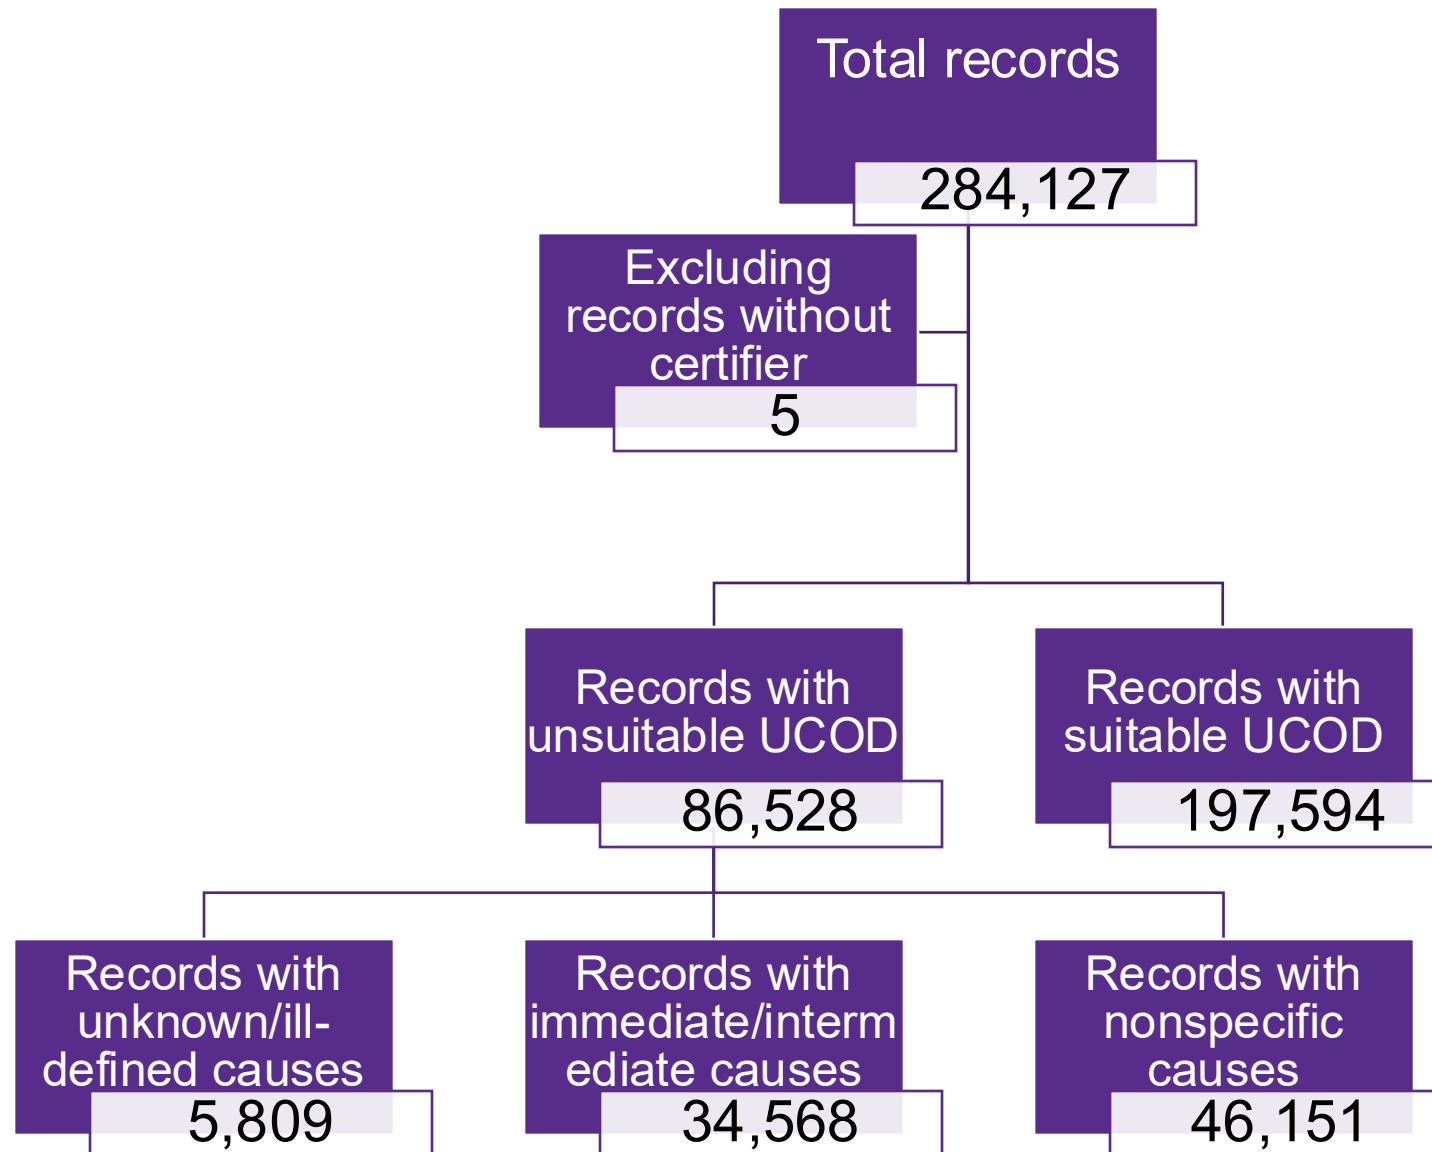 Total records
284,127
Excluding
records without
certifier
5
Records with
unsuitable UCOD
86,528
Records with
suitable UCOD
197,594
Records with
unknown/ill-
defined causes
5,809
Records with
immediate/interm
ediate causes
34,568
Records with
nonspecific
causes
46,151